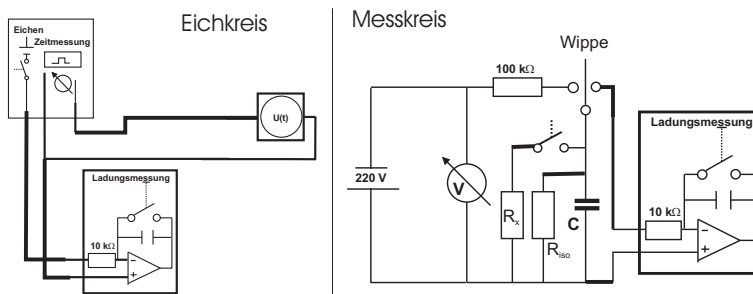 Eichkreis
Eichen
Zeitmessung
U(t)
Ladungsmessung
10 kΩ
−
+
Messkreis
Wippe
100 kΩ
Ladungsmessung
220 V
V
Rx
Riso
C
10 kΩ
−
+